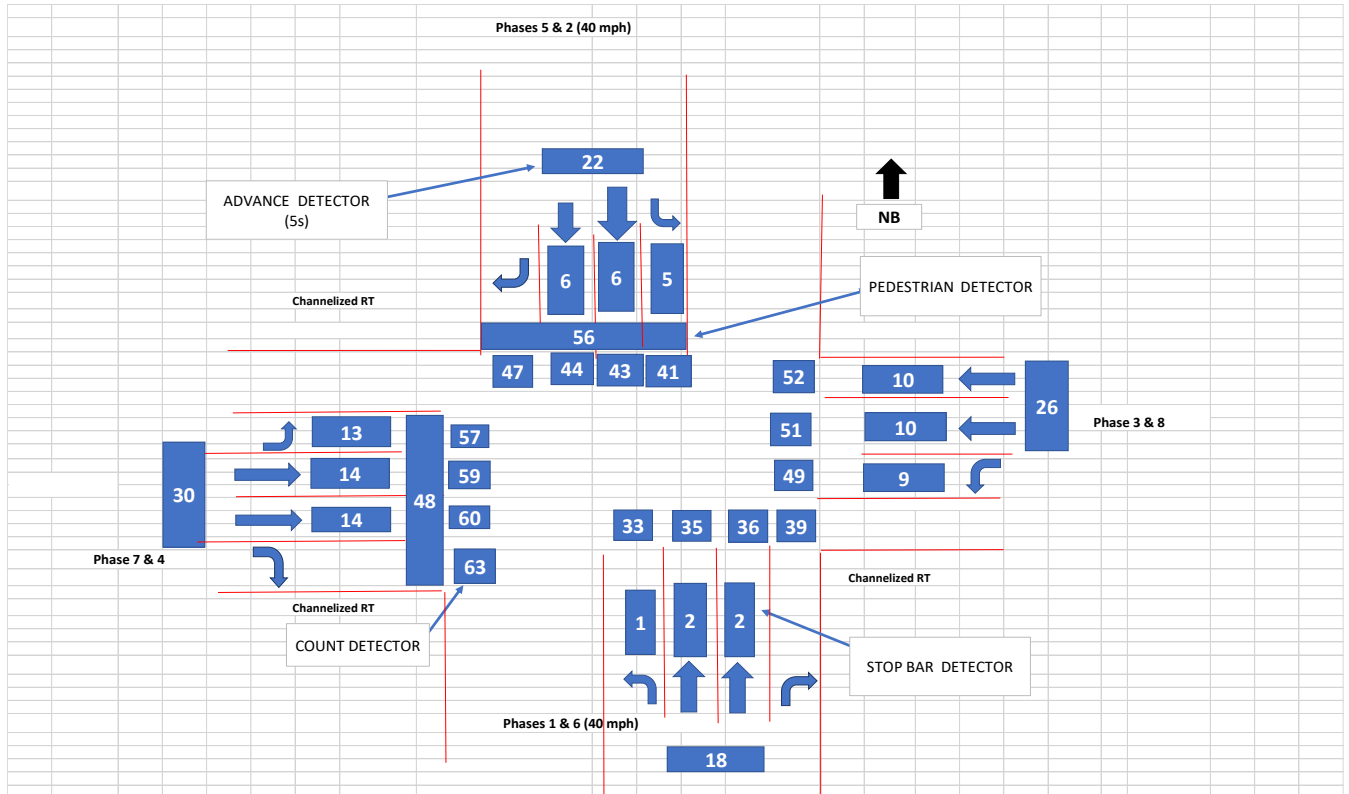 Phases 5 & 2 (40 mph)
22
ADVANCE DETECTOR
(5s)
NB
6
6
5
PEDESTRIAN DETECTOR
Channelized RT
56
47
44
43
41
52
10
26
13
57
51
10
Phase 3 & 8
30
14
59
49
9
48
14
60
33
35
36
39
Phase 7 & 4
63
Channelized RT
Channelized RT
1
2
2
COUNT DETECTOR
STOP BAR DETECTOR
Phases 1 & 6 (40 mph)
18